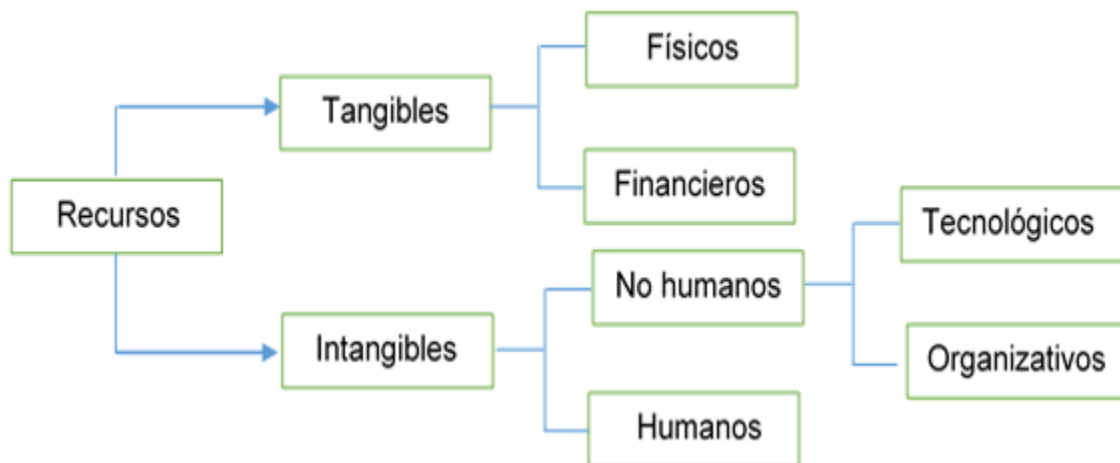 Recursos
Tangibles
Físicos
Financieros
Intangibles
No humanos
Tecnológicos
Organizativos
Humanos